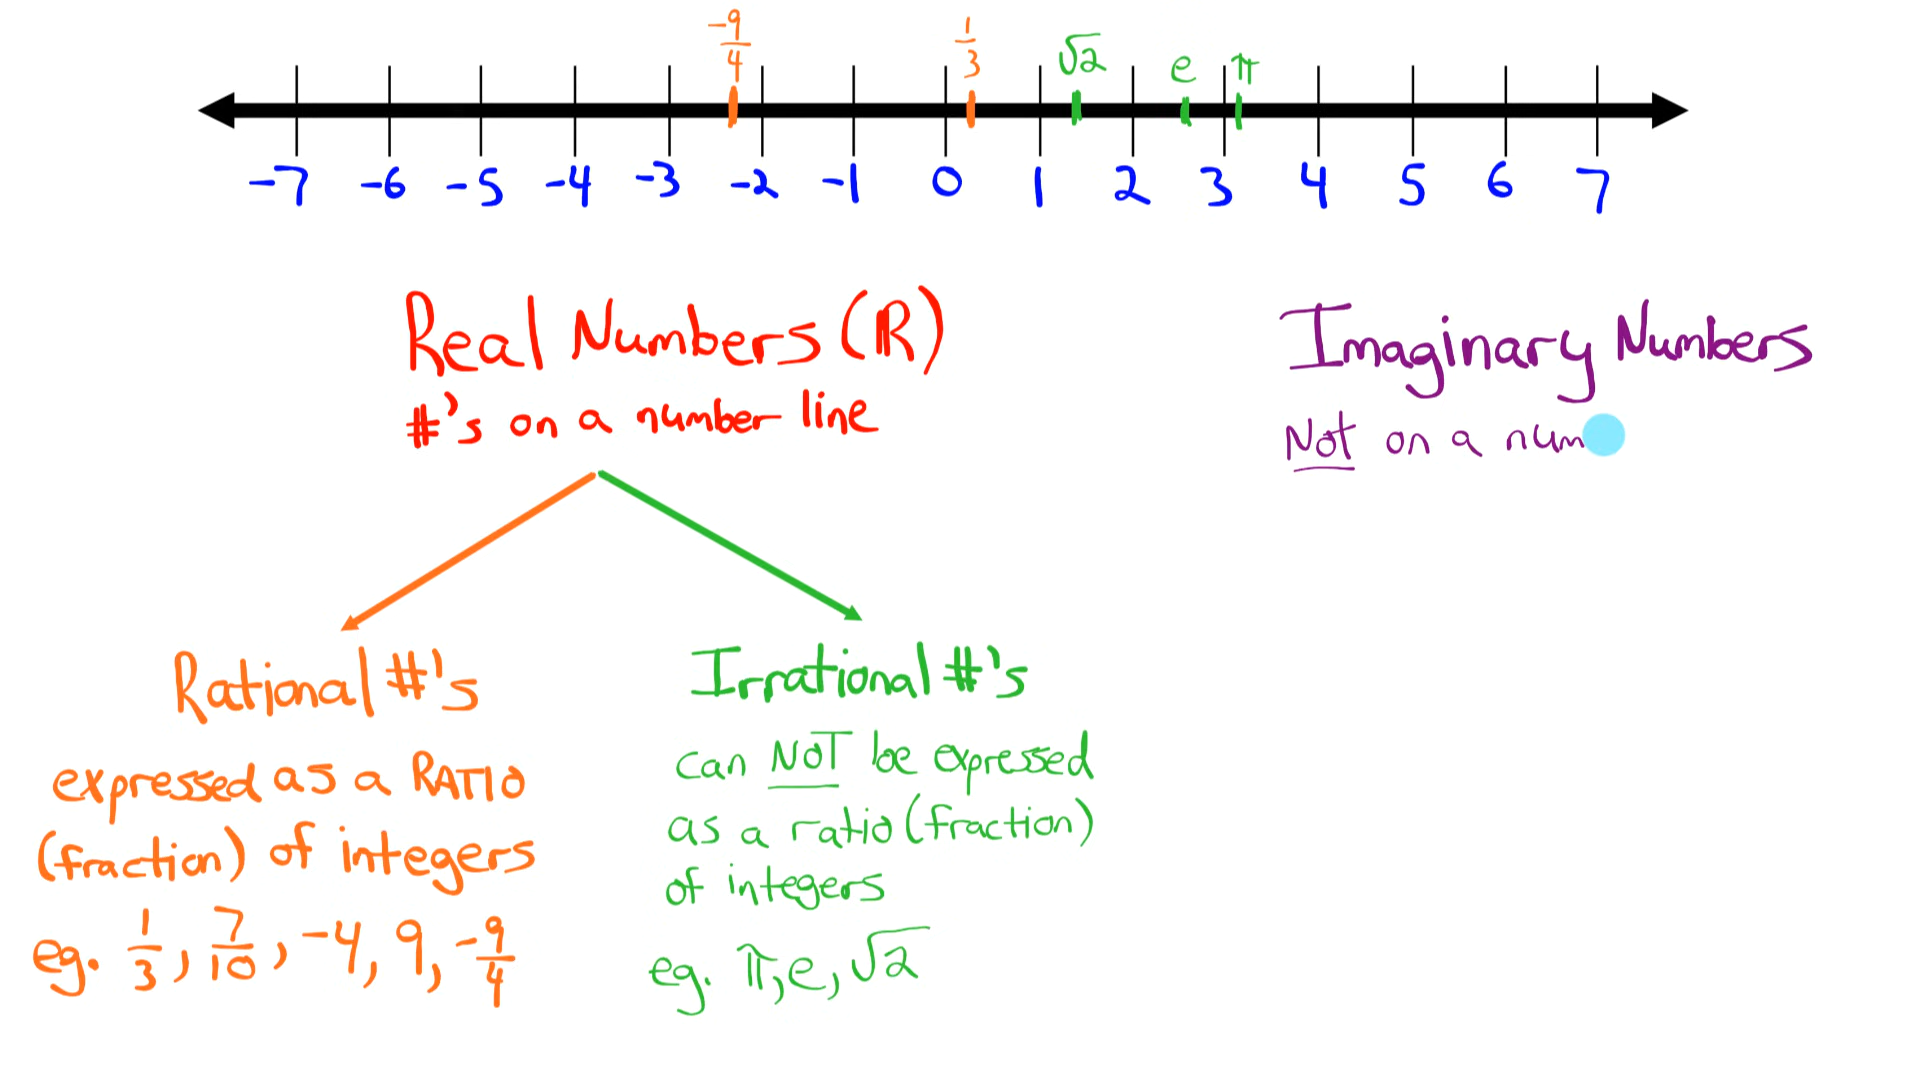 -9/4 1/3 √2 e π
-7 -6 -5 -4 -3 -2 -1 0 1 2 3 4 5 6 7
Real Numbers (R)
#'s on a number line
Imaginary Numbers
Not on a num
Rational #'s
expressed as a RATIO
(fraction) of integers
eg. 1/3, 7/10, -4, 9, -9/4
Irrational #'s
can NOT be expressed
as a ratio (fraction)
of integers
eg. π, e, √2